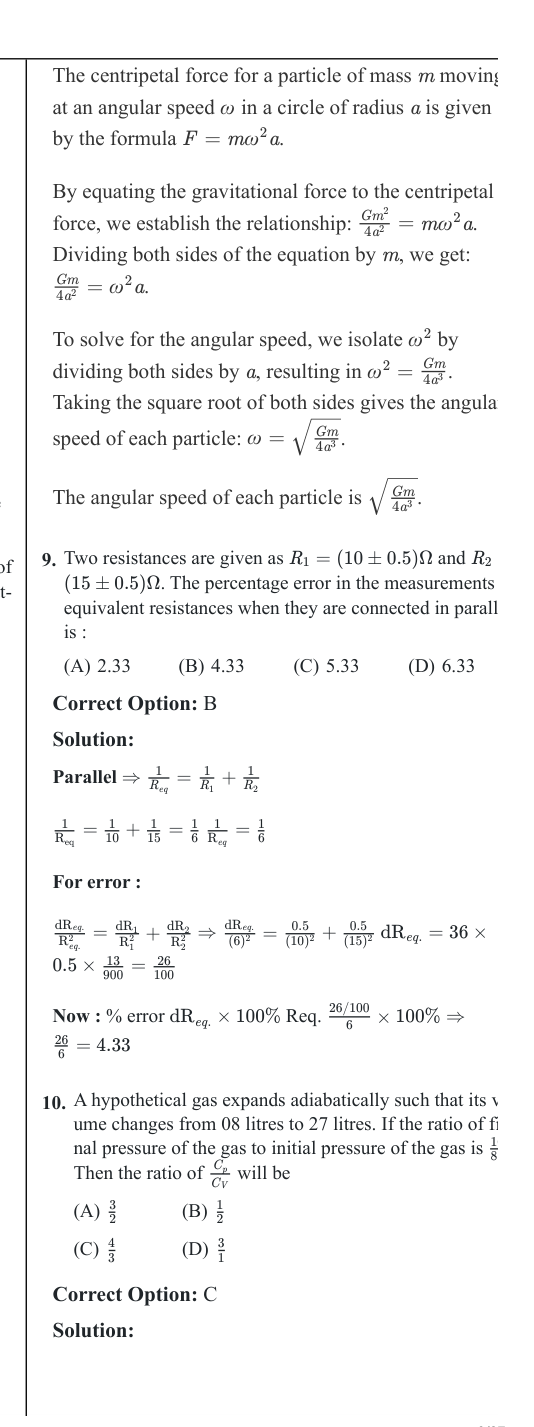 The centripetal force for a particle of mass m moving
at an angular speed ω in a circle of radius a is given
by the formula F = mω²a.
By equating the gravitational force to the centripetal
force, we establish the relationship: Gm²/4a² = mω²a.
Dividing both sides of the equation by m, we get:
Gm/4a² = ω²a.
To solve for the angular speed, we isolate ω² by
dividing both sides by a, resulting in ω² = Gm/4a³.
Taking the square root of both sides gives the angula
speed of each particle: ω = √(Gm/4a³).
The angular speed of each particle is √(Gm/4a³).
of
t-
9. Two resistances are given as R₁ = (10 ± 0.5)Ω and R₂
(15 ± 0.5)Ω. The percentage error in the measurements
equivalent resistances when they are connected in parall
is :
(A) 2.33 (B) 4.33 (C) 5.33 (D) 6.33
Correct Option: B
Solution:
Parallel ⇒ 1/R_eq = 1/R₁ + 1/R₂
1/R_eq = 1/10 + 1/15 = 1/6 1/R_eq = 1/6
For error :
dR_eq./R²_eq. = dR₁/R₁² + dR₂/R₂² ⇒ dR_eq./(6)² = 0.5/(10)² + 0.5/(15)² dR_eq. = 36 ×
0.5 × 13/900 = 26/100
Now : % error dR_eq. × 100% Req. 26/100/6 × 100% ⇒
26/6 = 4.33
10. A hypothetical gas expands adiabatically such that its v
ume changes from 08 litres to 27 litres. If the ratio of fi
nal pressure of the gas to initial pressure of the gas is 1/8
Then the ratio of C_p/C_V will be
(A) 3/2 (B) 1/2
(C) 4/3 (D) 3/1
Correct Option: C
Solution: